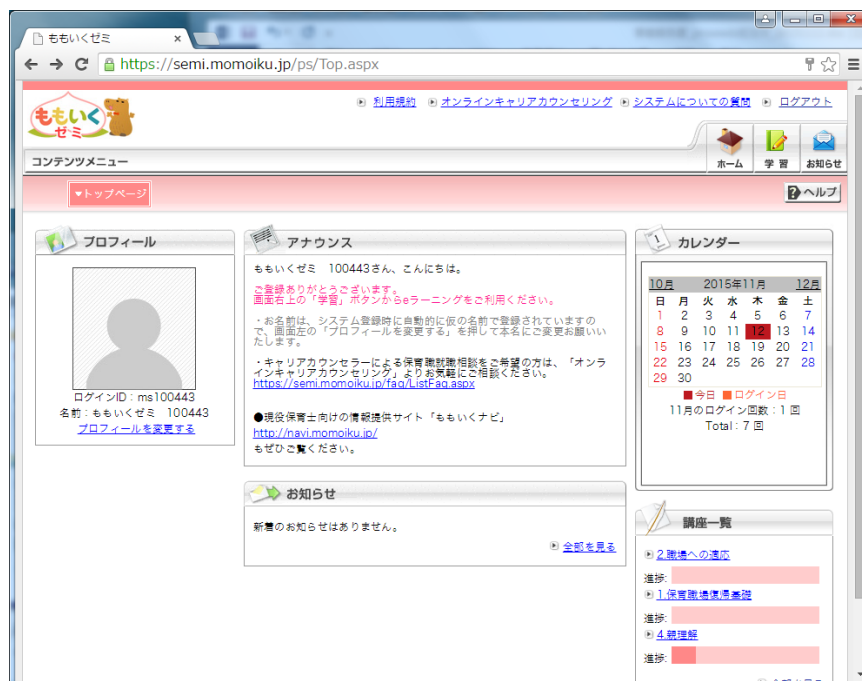 ももいくゼミ
https://semi.momoiku.jp/ps/Top.aspx
ももいく
ゼミ
利用規約 オンラインキャリアカウンセリング システムについての質問 ログアウト
コンテンツメニュー
ホーム 学習 お知らせ
▼トップページ
?ヘルプ
プロフィール
ログインID：ms100443
名前：ももいくゼミ 100443
プロフィールを変更する
アナウンス
ももいくゼミ 100443さん、こんにちは。
ご登録ありがとうございます。
画面右上の「学習」ボタンからeラーニングをご利用ください。
・お名前は、システム登録時に自動的に仮の名前で登録されていますの
で、画面左の「プロフィールを変更する」を押して本名にご変更お願いい
たします。
・キャリアカウンセラーによる保育職就職相談をご希望の方は、「オンラ
インキャリアカウンセリング」よりお気軽にご相談ください。
https://semi.momoiku.jp/faq/ListFaq.aspx
●現役保育士向けの情報提供サイト「ももいくナビ」
http://navi.momoiku.jp/
もぜひご覧ください。
お知らせ
新着のお知らせはありません。
全部を見る
カレンダー
10月 2015年11月 12月
日 月 火 水 木 金 土
1 2 3 4 5 6 7
8 9 10 11 12 13 14
15 16 17 18 19 20 21
22 23 24 25 26 27 28
29 30
■今日 ■ログイン日
11月のログイン回数：1 回
Total：7 回
講座一覧
2.職場への適応
進捗:
1.保育職場復帰基礎
進捗:
4.親理解
進捗: